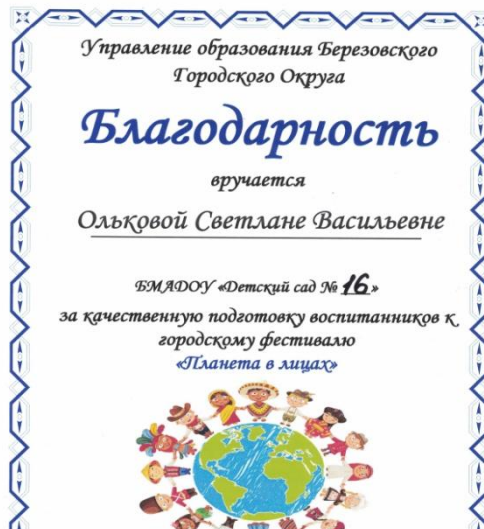 Управление образования Березовского
Городского Округа
Благодарность
вручается
Ольковой Светлане Васильевне
БМАДОУ «Детский сад № 16»
за качественную подготовку воспитанников к
городскому фестивалю
«Планета в лицах»